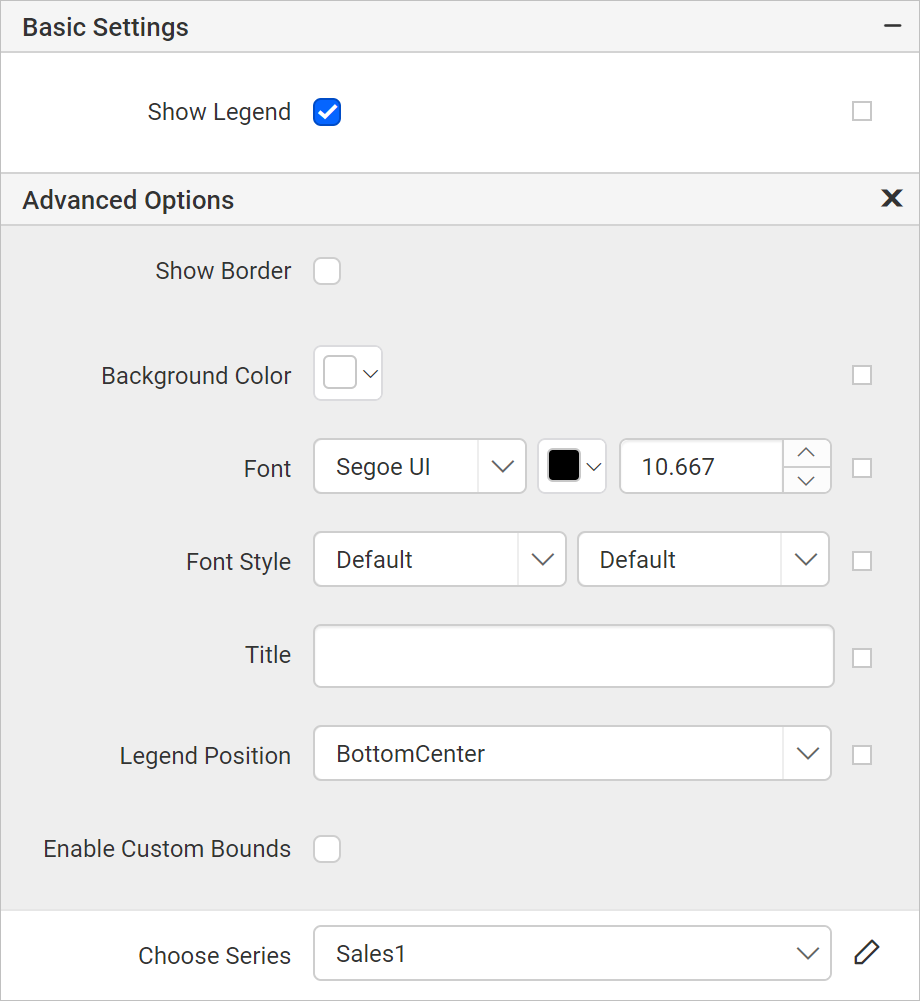 Basic Settings
Show Legend
Advanced Options
Show Border
Background Color
Font Segoe UI 10.667
Font Style Default Default
Title
Legend Position BottomCenter
Enable Custom Bounds
Choose Series Sales1